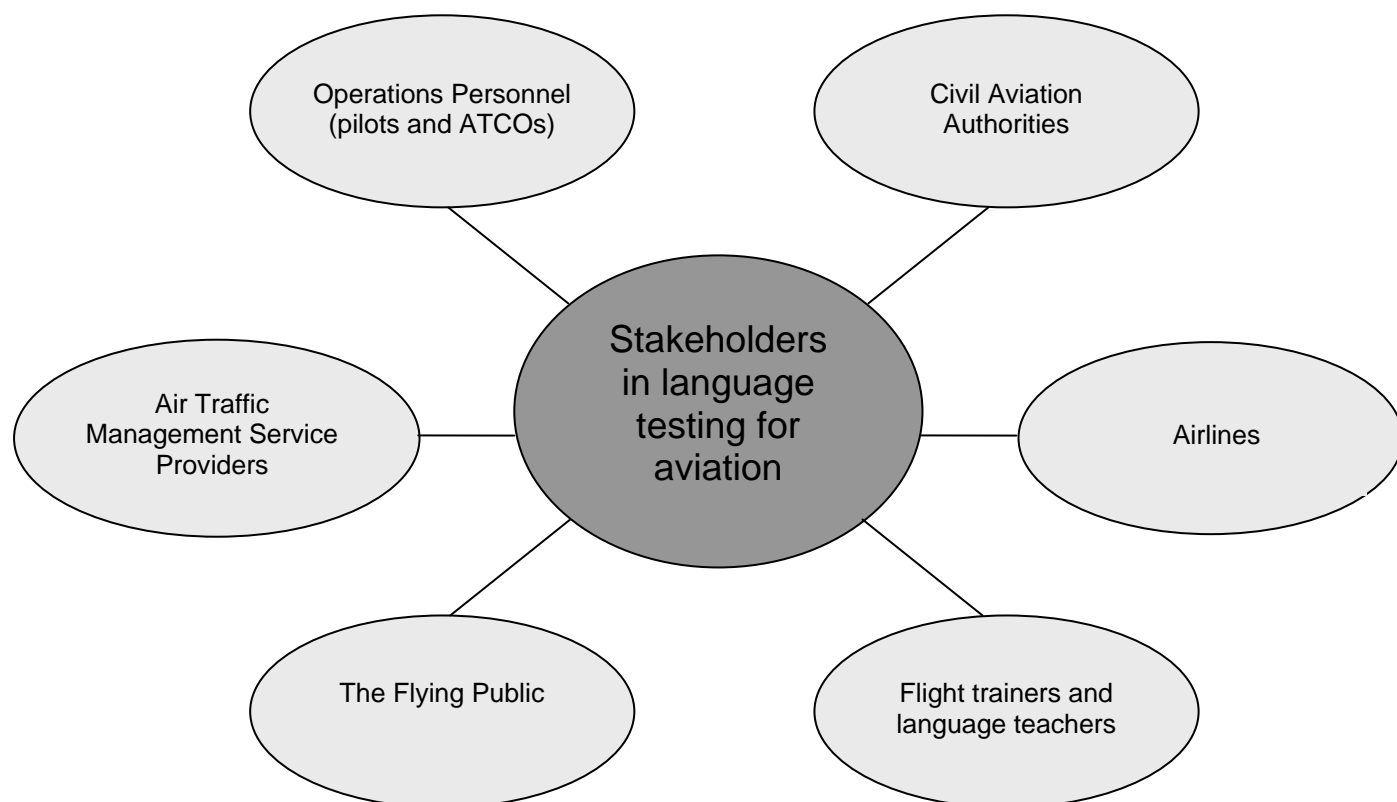 Operations Personnel
(pilots and ATCOs)
Civil Aviation
Authorities
Stakeholders
in language
testing for
aviation
Air Traffic
Management Service
Providers
Airlines
The Flying Public
Flight trainers and
language teachers